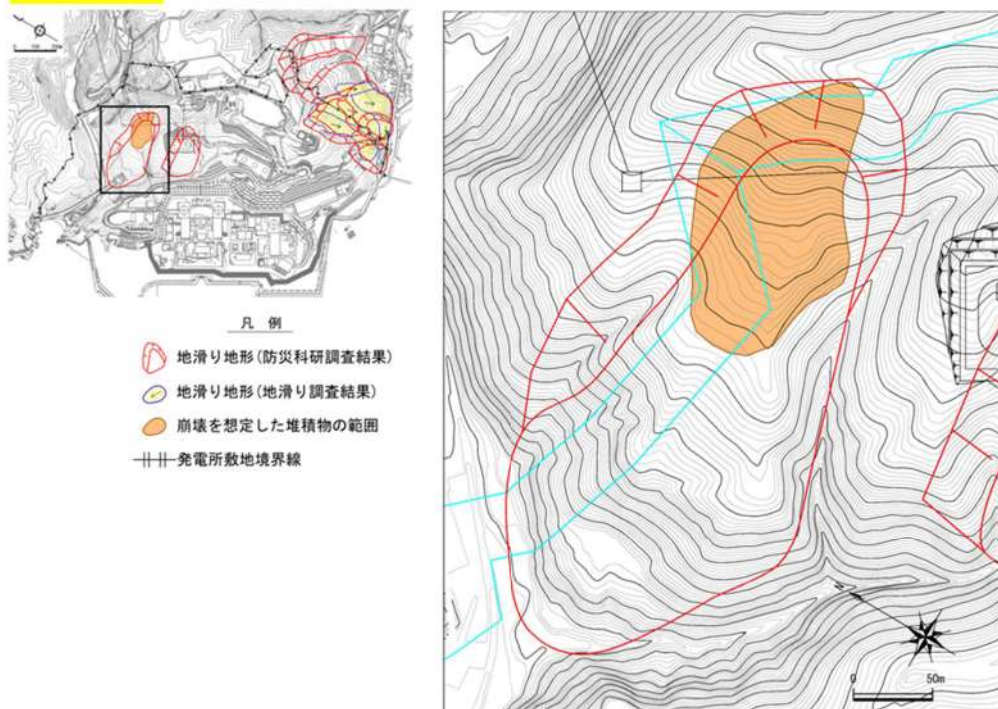 凡 例
地滑り地形(防災科研調査結果)
地滑り地形(地滑り調査結果)
崩壊を想定した堆積物の範囲
発電所敷地境界線
N
0 50m